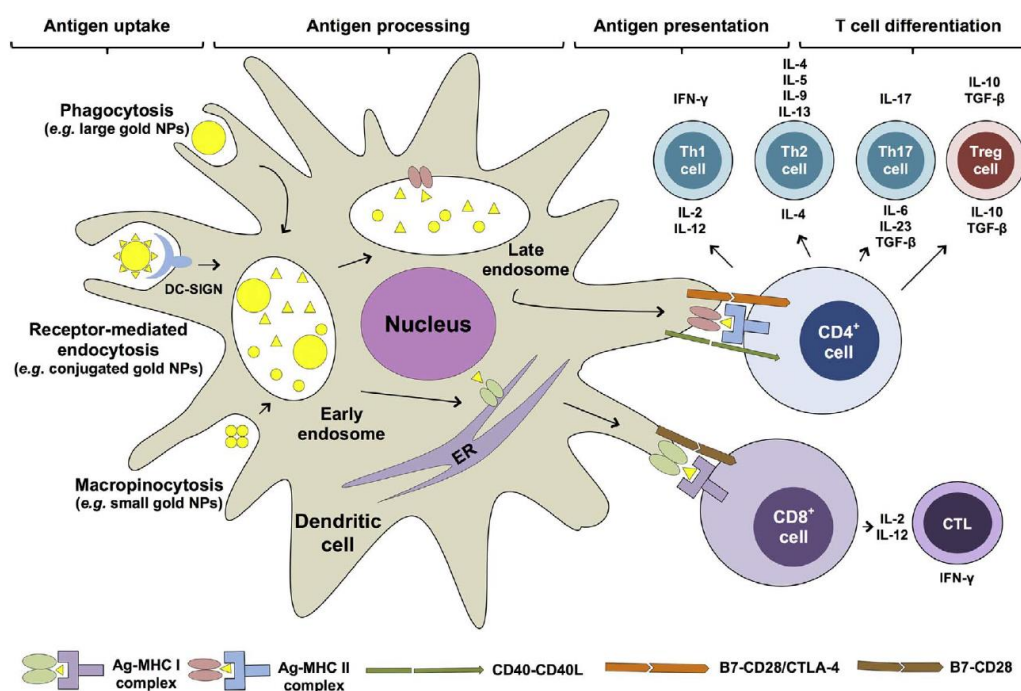 Antigen uptake
Antigen processing
Antigen presentation
T cell differentiation
Phagocytosis
(e.g. large gold NPs)
DC-SIGN
Receptor-mediated
endocytosis
(e.g. conjugated gold NPs)
Macropinocytosis
(e.g. small gold NPs)
Early
endosome
Late
endosome
Nucleus
ER
Dendritic
cell
IFN-γ
Th1
cell
IL-2
IL-12
IL-4
IL-5
IL-9
IL-13
Th2
cell
IL-4
IL-17
Th17
cell
IL-6
IL-23
TGF-β
IL-10
TGF-β
Treg
cell
IL-10
TGF-β
CD4+
cell
CD8+
cell
IL-2
IL-12
CTL
IFN-γ
Ag-MHC I
complex
Ag-MHC II
complex
CD40-CD40L
B7-CD28/CTLA-4
B7-CD28